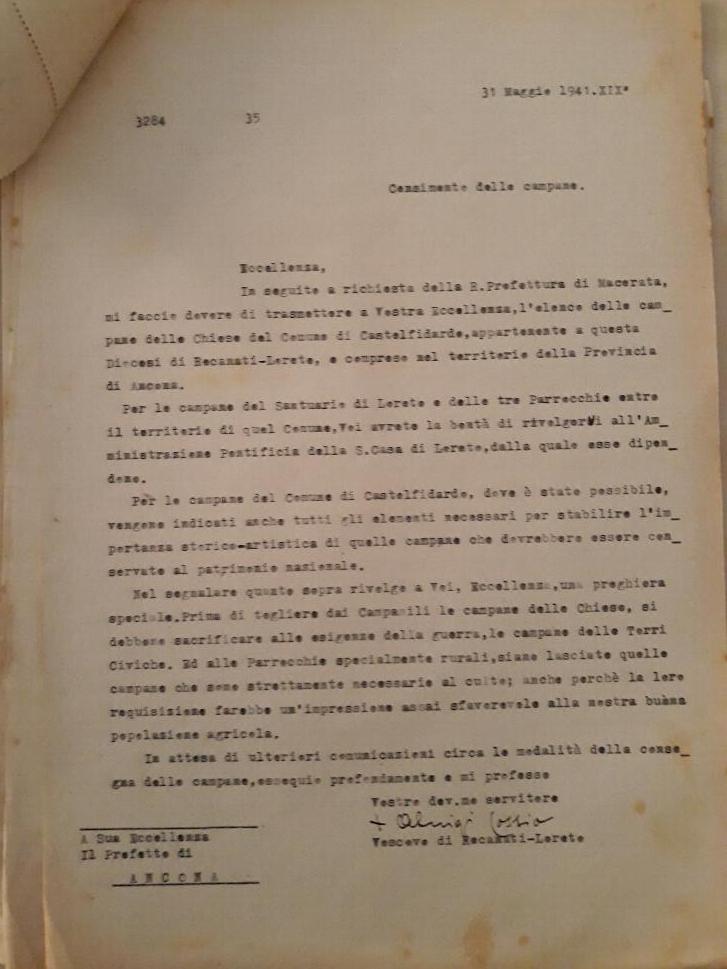 31 Maggio 1941.XIX°
3284 35
Censimento delle campane.
Eccellenza,
In seguito a richiesta della R.Prefettura di Macerata,
mi faccio dovere di trasmettere a Vostra Eccellenza,l'elenco delle cam_
pane delle Chiese del Comune di Castelfidardo,appartenente a questa
Diocesi di Recanati-Loreto, e comprese nel territorio della Provincia
di Ancona.
Per le campane del Santuario di Loreto e delle tre Parrocchie entro
il territorio di quel Comune,Voi avrete la bontà di rivolgerVi all'Am_
ministrazione Pontificia della S.Casa di Loreto,dalla quale esse dipen_
dono.
Per le campane del Comune di Castelfidardo, dove è stato possibile,
vengono indicati anche tutti gli elementi necessari per stabilire l'im_
portanza storico-artistica di quelle campane che dovrebbero essere con_
servate al patrimonio nazionale.
Nel segnalare quanto sopra rivolgo a Voi, Eccellenza,una preghiera
speciale.Prima di togliere dai Campanili le campane delle Chiese, si
debbono sacrificare alle esigenze della guerra,le campane delle Torri
Civiche. Ed alle Parrocchie specialmente rurali,siano lasciate quelle
campane che sono strettamente necessarie al culto; anche perchè la loro
requisizione farebbe un'impressione assai sfavorevole alla nostra buona
popolazione agricola.
In attesa di ulteriori comunicazioni circa le modalità della conse_
gna delle campane,ossequio profondamente e mi professo
Vostro dev.mo servitore
+ Aluigi Cossio
Vescovo di Recanati-Loreto
A Sua Eccellenza
Il Prefetto di
A N C O N A